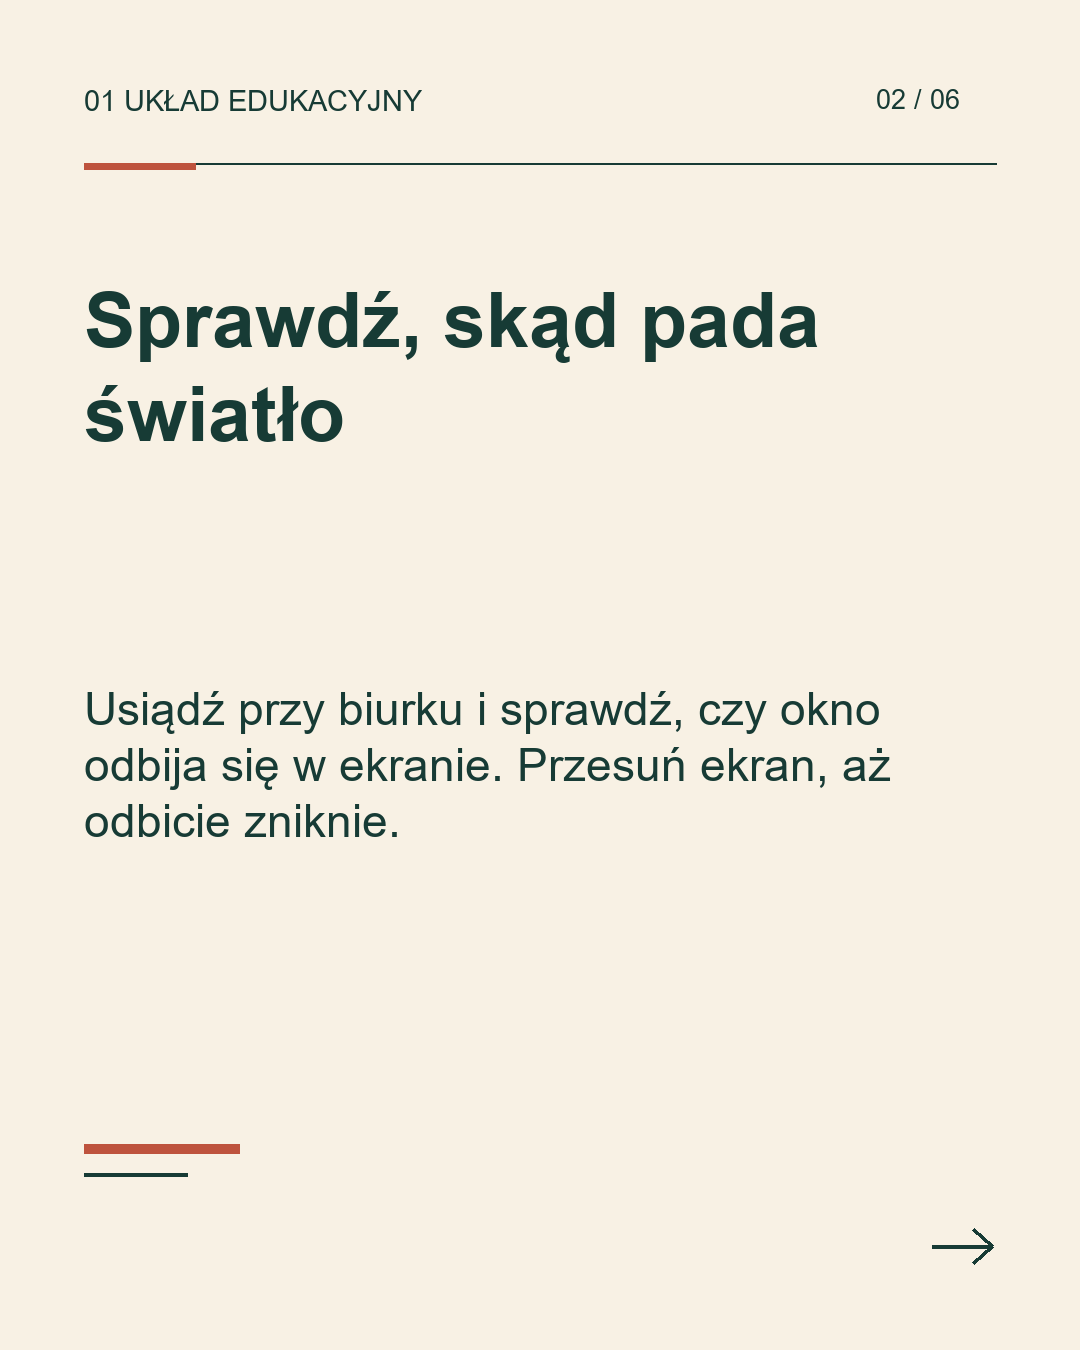 01 UKŁAD EDUKACYJNY
02 / 06
Sprawdź, skąd pada
światło
Usiądź przy biurku i sprawdź, czy okno
odbija się w ekranie. Przesuń ekran, aż
odbicie zniknie.